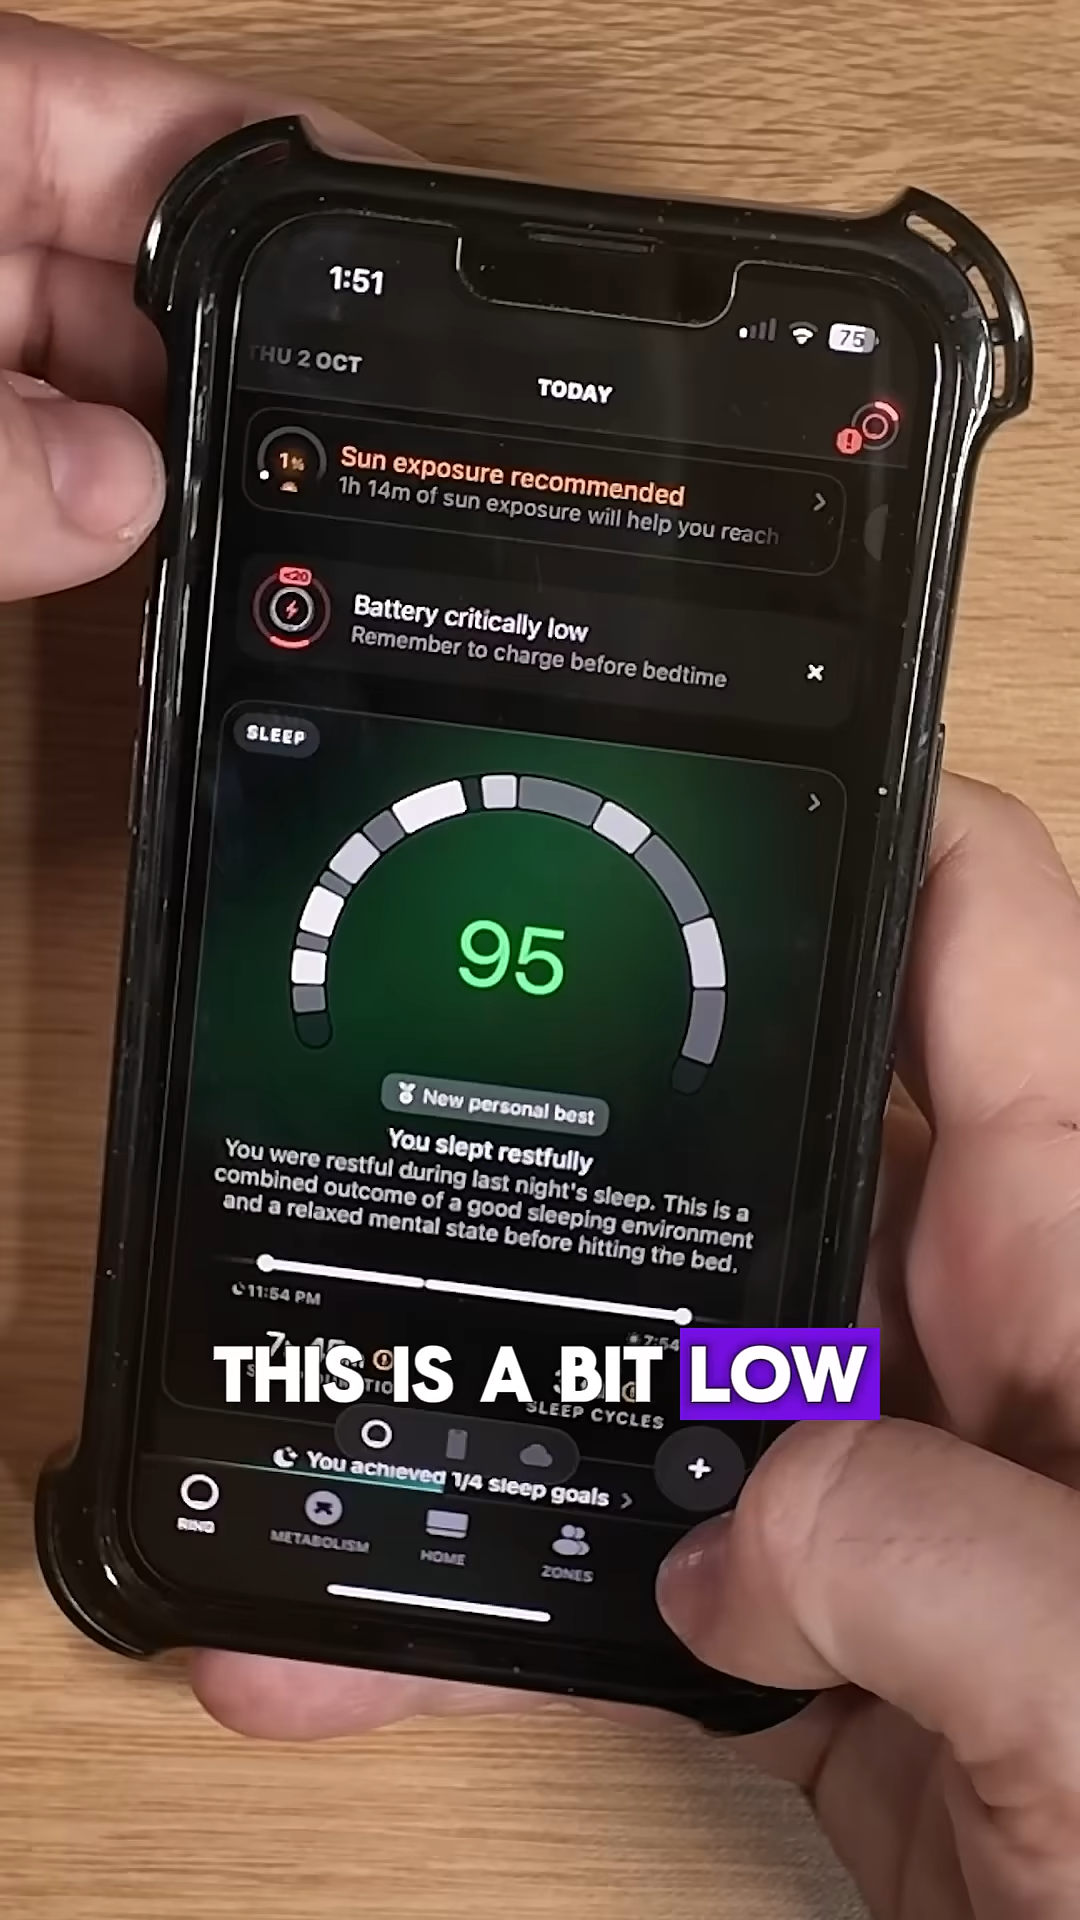 1:51
75
THU 2 OCT
TODAY
1%
Sun exposure recommended
1h 14m of sun exposure will help you reach
<20
Battery critically low
Remember to charge before bedtime
SLEEP
95
New personal best
You slept restfully
You were restful during last night's sleep. This is a
combined outcome of a good sleeping environment
and a relaxed mental state before hitting the bed.
11:54 PM
7:54
THIS IS A BIT LOW
SLEEP CYCLES
You achieved 1/4 sleep goals
RING
METABOLISM
HOME
ZONES